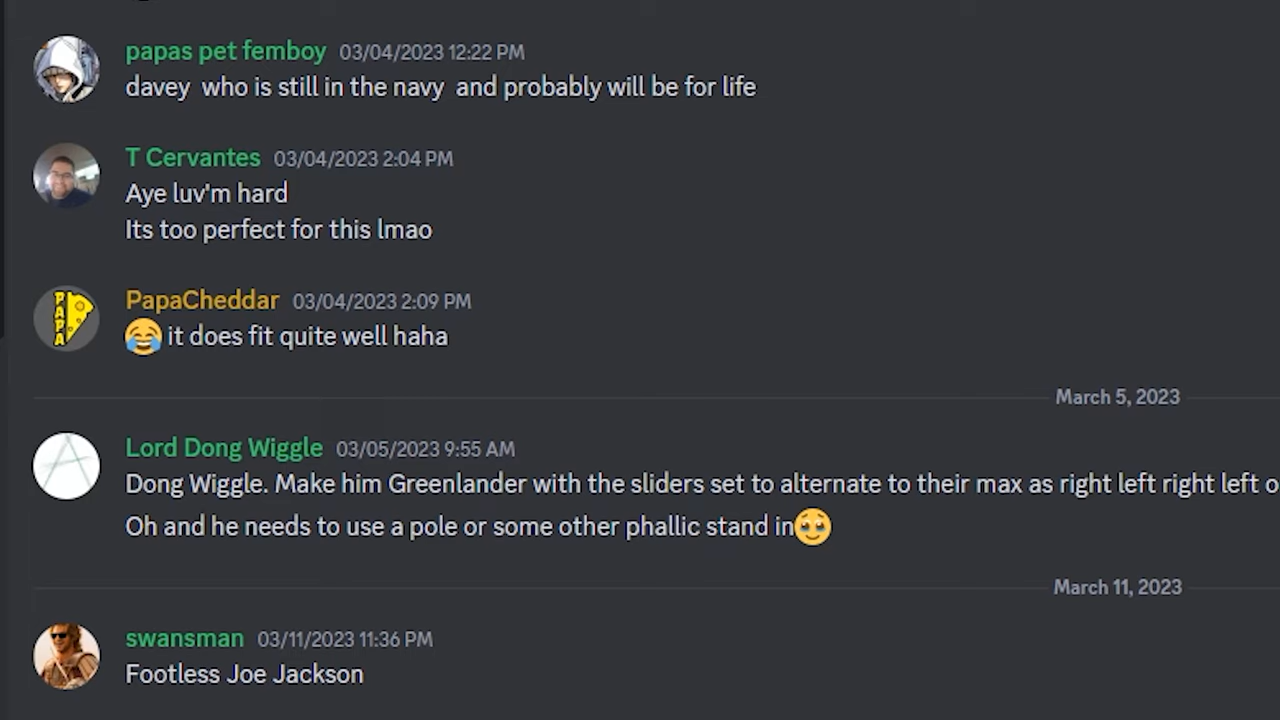 papas pet femboy 03/04/2023 12:22 PM
davey who is still in the navy and probably will be for life
T Cervantes 03/04/2023 2:04 PM
Aye luv'm hard
Its too perfect for this lmao
PAPA
PapaCheddar 03/04/2023 2:09 PM
😂 it does fit quite well haha
March 5, 2023
Lord Dong Wiggle 03/05/2023 9:55 AM
Dong Wiggle. Make him Greenlander with the sliders set to alternate to their max as right left right left o
Oh and he needs to use a pole or some other phallic stand in🥹
March 11, 2023
swansman 03/11/2023 11:36 PM
Footless Joe Jackson